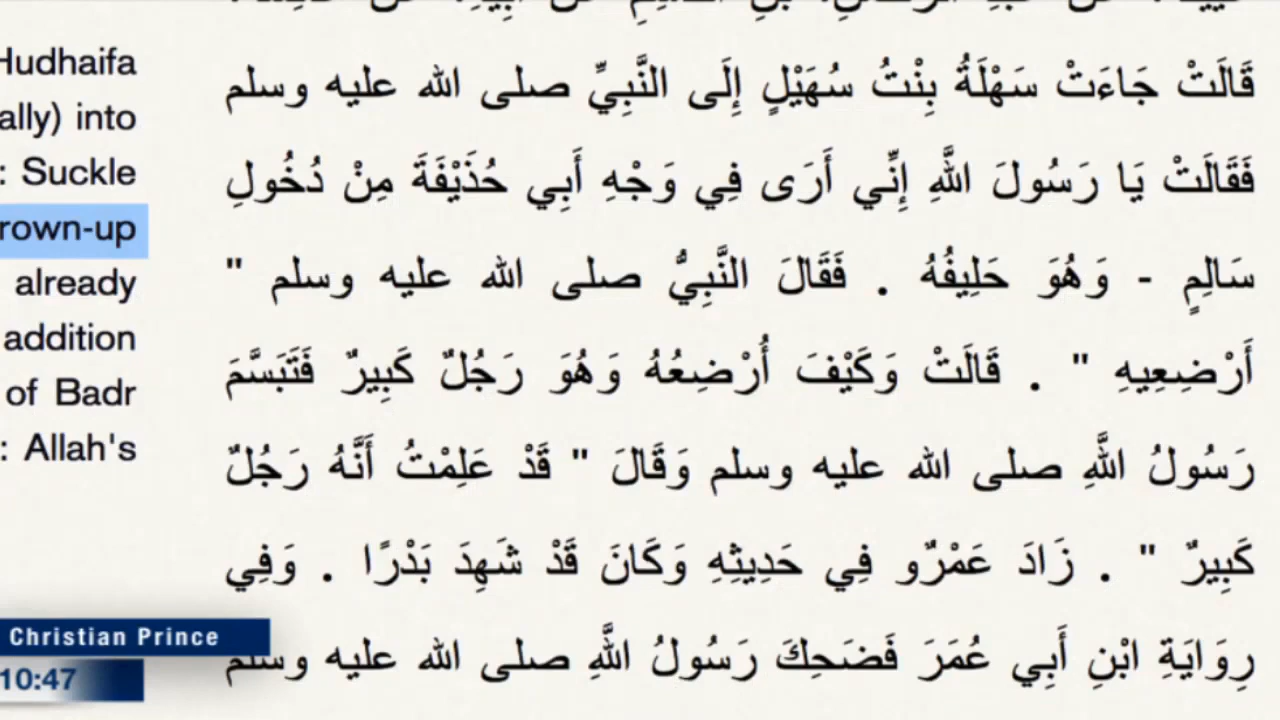 Hudhaifa
ally) into
: Suckle
rown-up
already
addition
of Badr
: Allah's
قَالَتْ جَاءَتْ سَهْلَةُ بِنْتُ سُهَيْلٍ إِلَى النَّبِيِّ صلى الله عليه وسلم
فَقَالَتْ يَا رَسُولَ اللَّهِ إِنِّي أَرَى فِي وَجْهِ أَبِي حُذَيْفَةَ مِنْ دُخُولِ
سَالِمٍ - وَهُوَ حَلِيفُهُ . فَقَالَ النَّبِيُّ صلى الله عليه وسلم "
أَرْضِعِيهِ " . قَالَتْ وَكَيْفَ أُرْضِعُهُ وَهُوَ رَجُلٌ كَبِيرٌ فَتَبَسَّمَ
رَسُولُ اللَّهِ صلى الله عليه وسلم وَقَالَ " قَدْ عَلِمْتُ أَنَّهُ رَجُلٌ
كَبِيرٌ " . زَادَ عَمْرٌو فِي حَدِيثِهِ وَكَانَ قَدْ شَهِدَ بَدْرًا . وَفِي
رِوَايَةِ ابْنِ أَبِي عُمَرَ فَضَحِكَ رَسُولُ اللَّهِ صلى الله عليه وسلم
Christian Prince
10:47